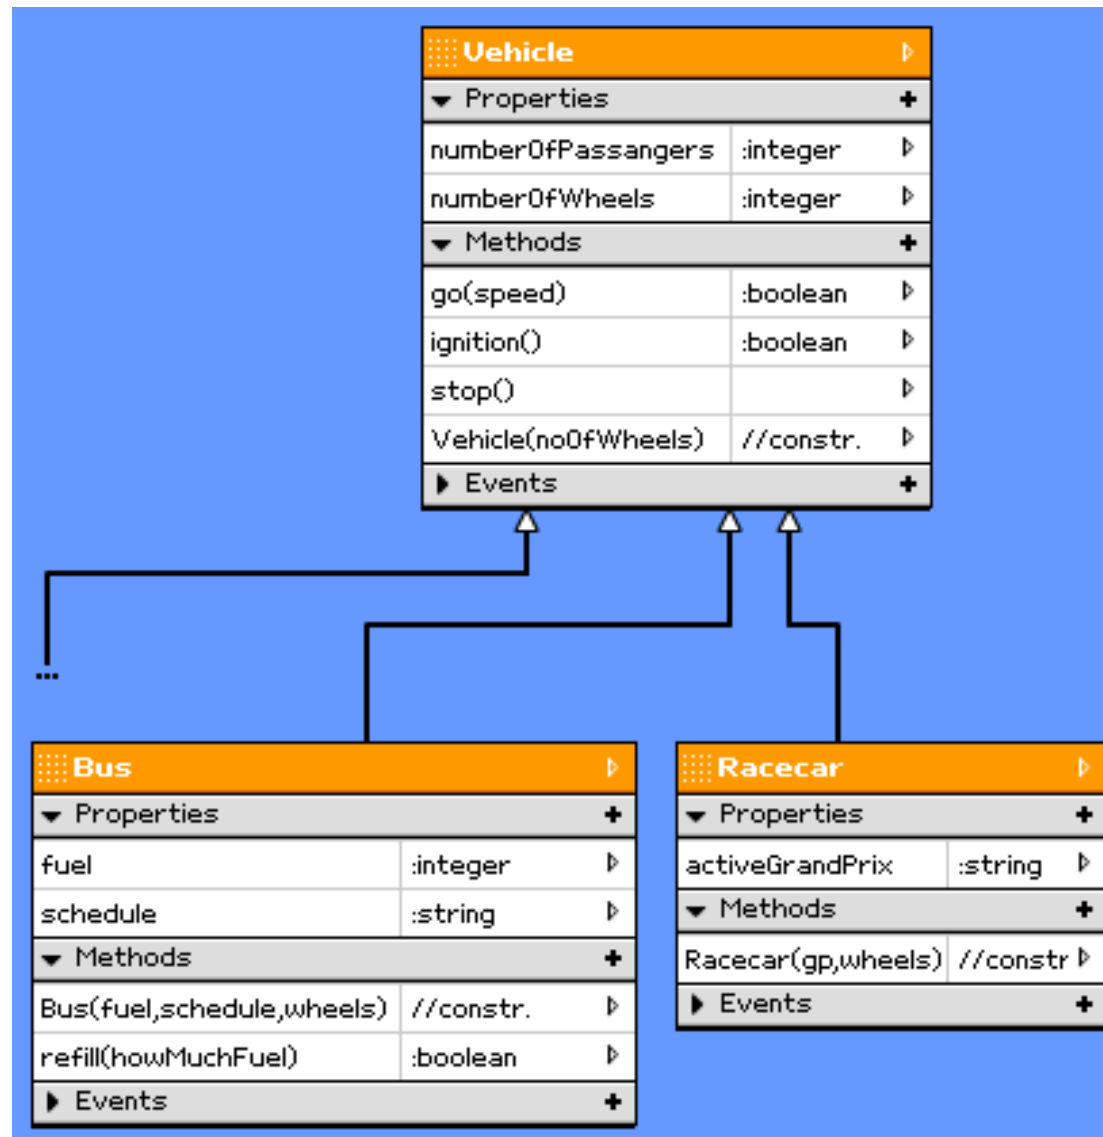 Vehicle
Properties
numberOfPassangers :integer
numberOfWheels :integer
Methods
go(speed) :boolean
ignition() :boolean
stop()
Vehicle(noOfWheels) //constr.
Events
...
Bus
Properties
fuel :integer
schedule :string
Methods
Bus(fuel,schedule,wheels) //constr.
refill(howMuchFuel) :boolean
Events
Racecar
Properties
activeGrandPrix :string
Methods
Racecar(gp,wheels) //constr
Events